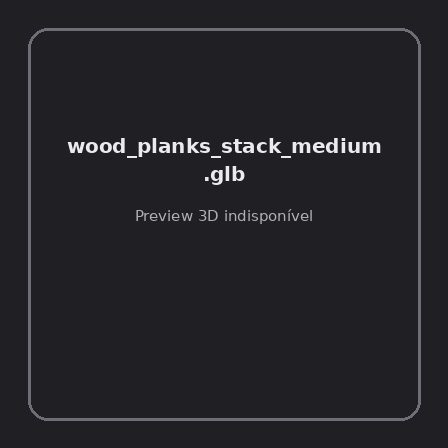 wood_planks_stack_medium
.glb
Preview 3D indisponível